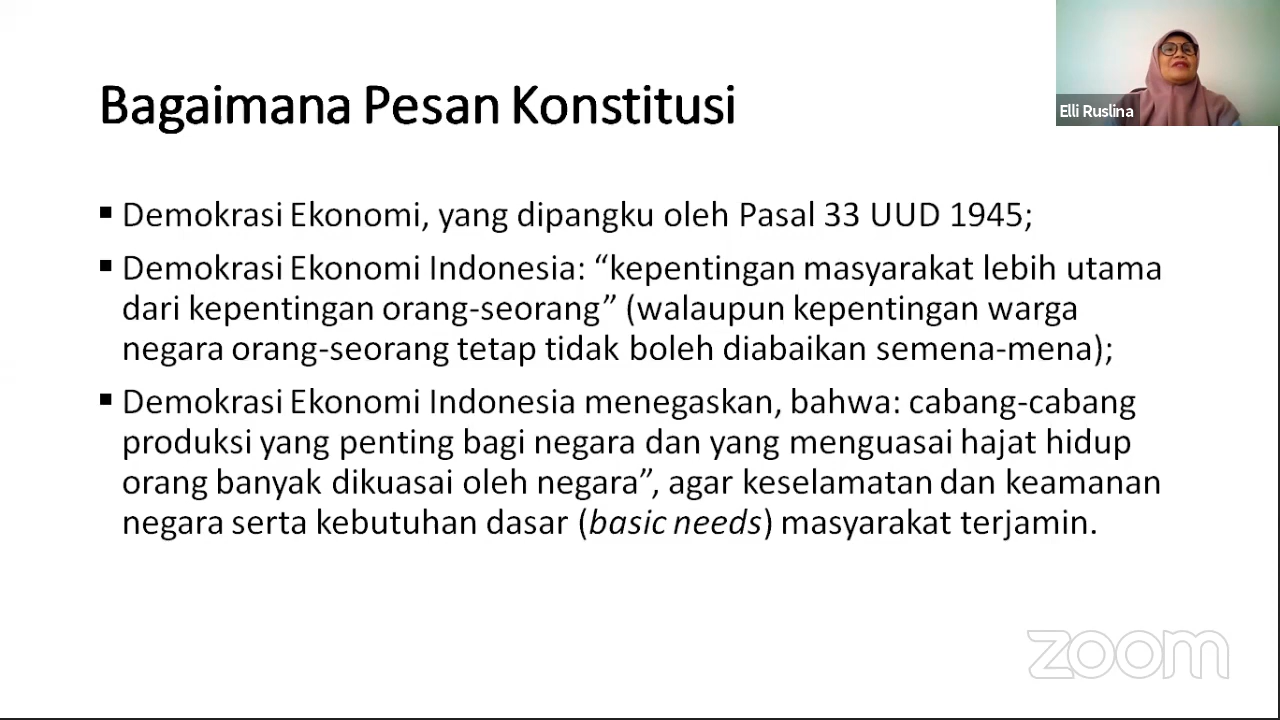 Bagaimana Pesan Konstitusi
Elli Ruslina
▪ Demokrasi Ekonomi, yang dipangku oleh Pasal 33 UUD 1945;
▪ Demokrasi Ekonomi Indonesia: “kepentingan masyarakat lebih utama
dari kepentingan orang-seorang” (walaupun kepentingan warga
negara orang-seorang tetap tidak boleh diabaikan semena-mena);
▪ Demokrasi Ekonomi Indonesia menegaskan, bahwa: cabang-cabang
produksi yang penting bagi negara dan yang menguasai hajat hidup
orang banyak dikuasai oleh negara”, agar keselamatan dan keamanan
negara serta kebutuhan dasar (basic needs) masyarakat terjamin.
zoom